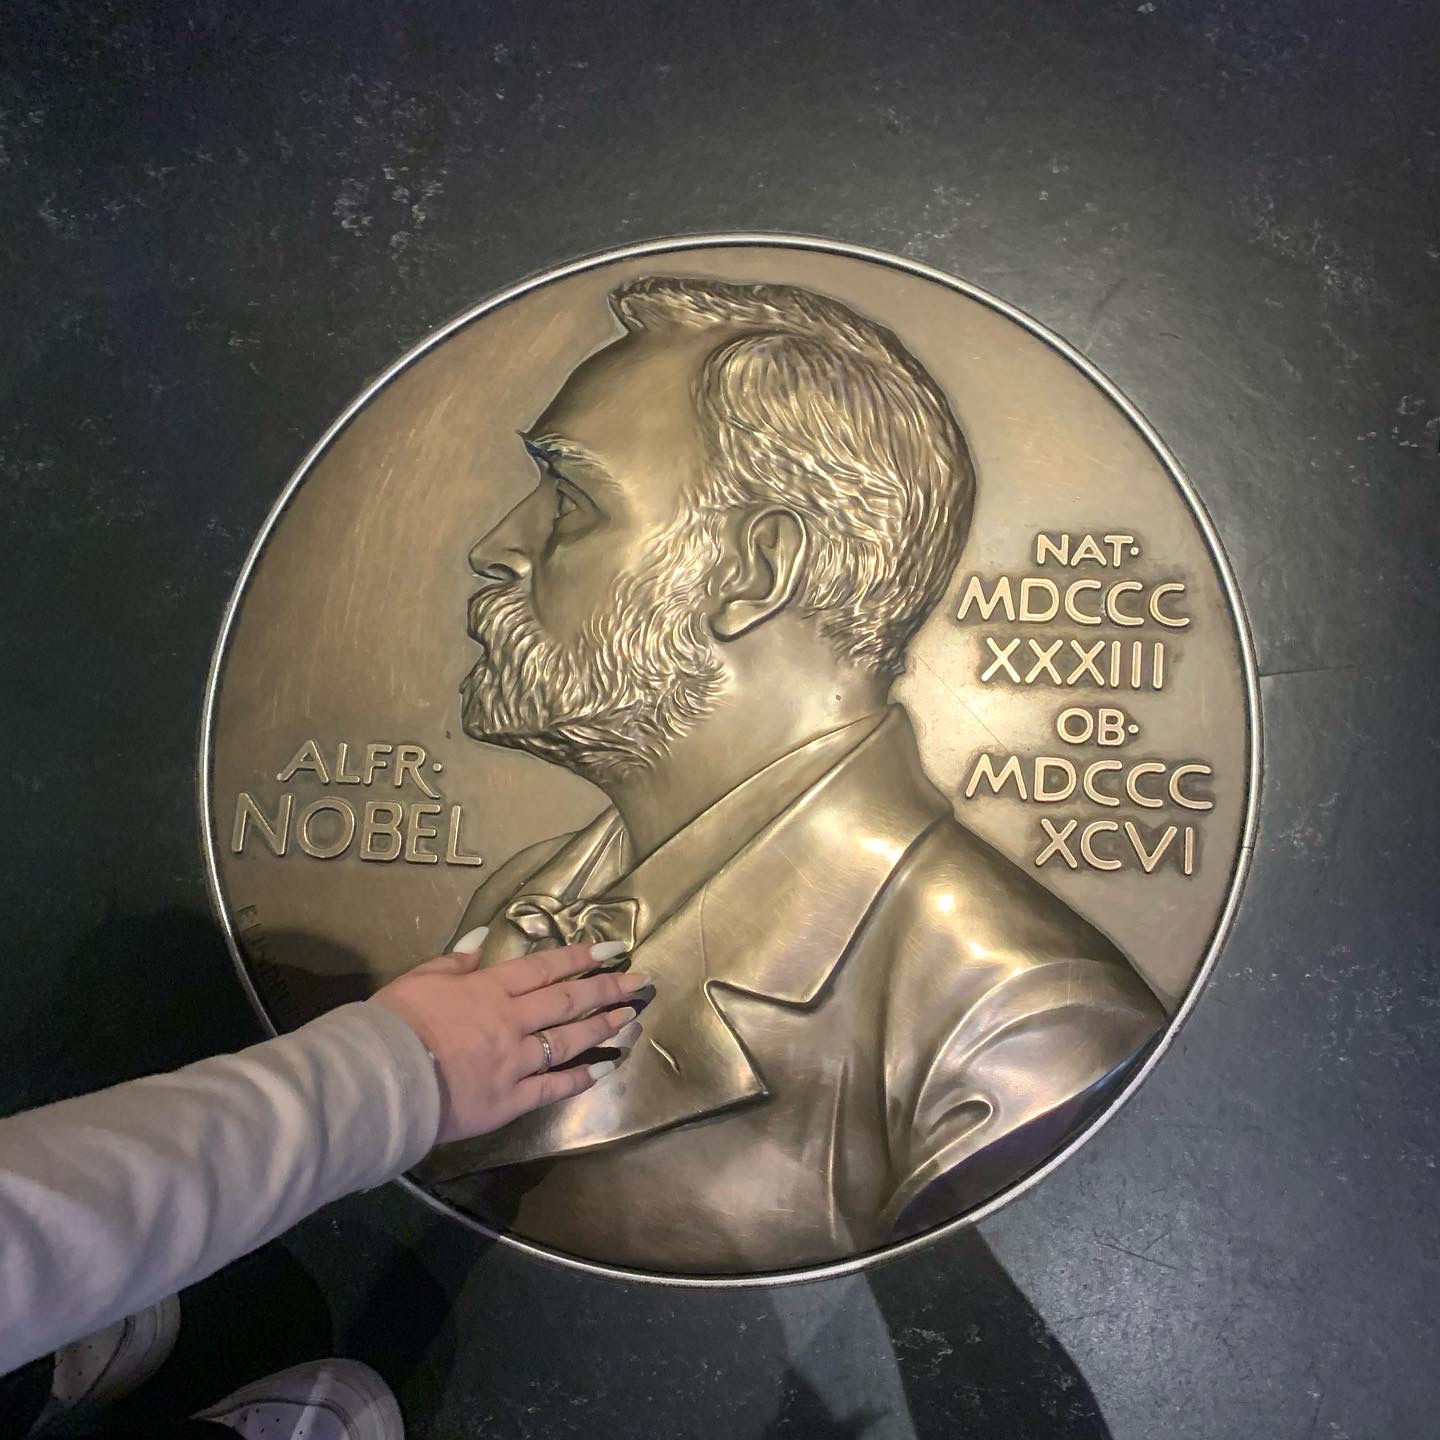 ALFR·
NOBEL
NAT·
MDCCC
XXXIII
OB·
MDCCC
XCVI